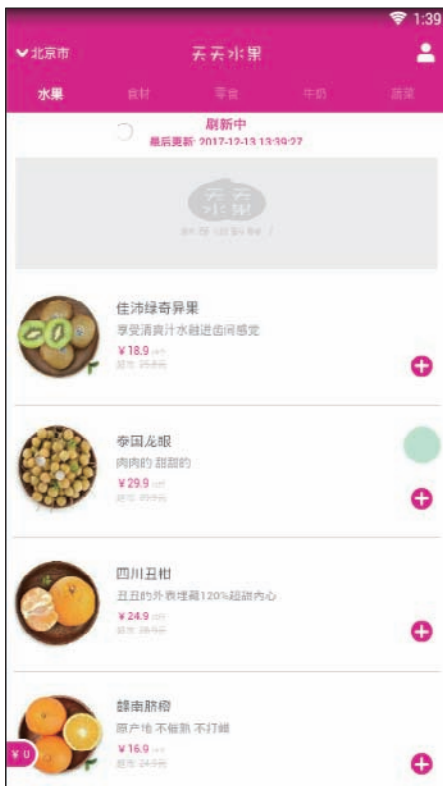 1:39
北京市
天天水果
水果 食材 零食 牛奶 蔬菜
刷新中
最后更新: 2017-12-13 13:39:27
天天
水果
佳沛绿奇异果
享受清爽汁水融进齿间感觉
¥18.9
泰国龙眼
肉肉的 甜甜的
¥29.9
四川丑柑
丑丑的外表埋藏120%超甜内心
¥24.9
赣南脐橙
原产地 不催熟 不打蜡
¥16.9
¥0